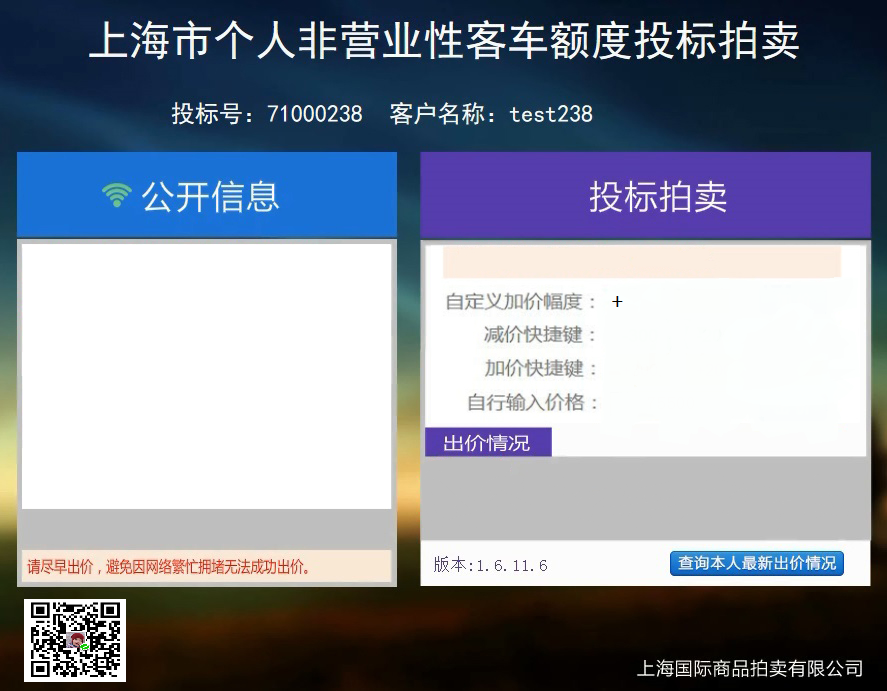 上海市个人非营业性客车额度投标拍卖
投标号：71000238 客户名称：test238
公开信息
请尽早出价，避免因网络繁忙拥堵无法成功出价。
投标拍卖
自定义加价幅度： +
减价快捷键：
加价快捷键：
自行输入价格：
出价情况
版本:1.6.11.6
查询本人最新出价情况
上海国际商品拍卖有限公司